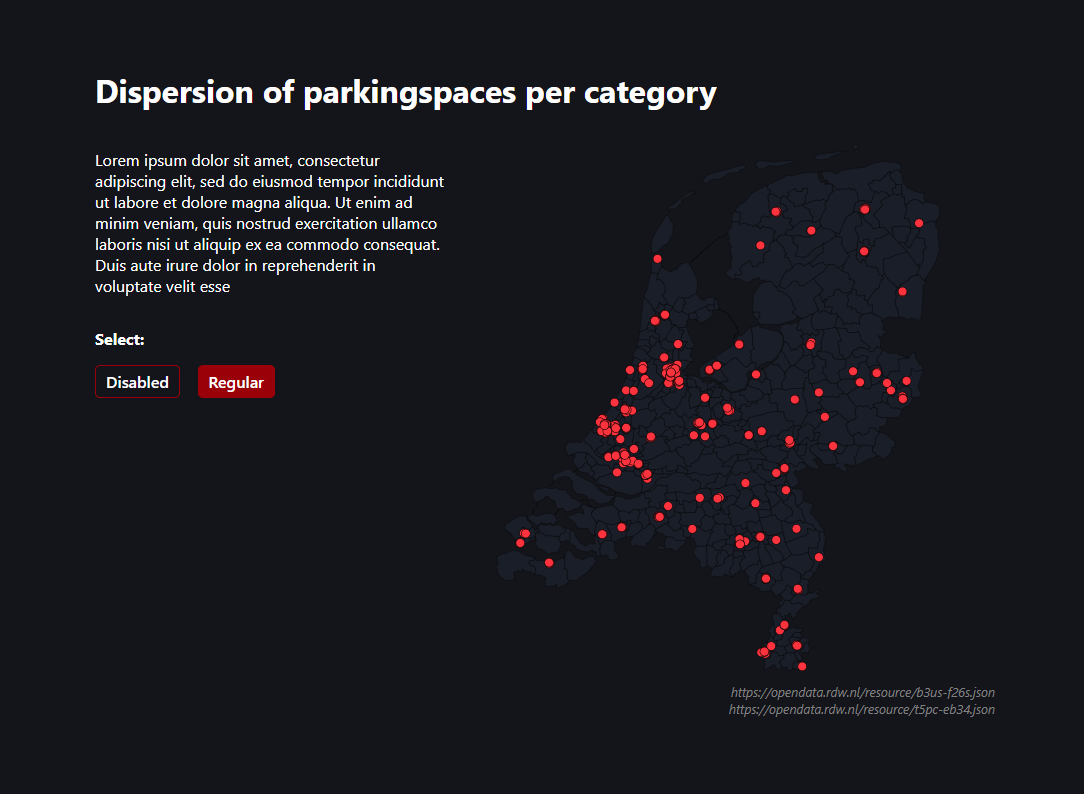 Dispersion of parkingspaces per category
Lorem ipsum dolor sit amet, consectetur
adipiscing elit, sed do eiusmod tempor incididunt
ut labore et dolore magna aliqua. Ut enim ad
minim veniam, quis nostrud exercitation ullamco
laboris nisi ut aliquip ex ea commodo consequat.
Duis aute irure dolor in reprehenderit in
voluptate velit esse
Select:
Disabled Regular
https://opendata.rdw.nl/resource/b3us-f26s.json
https://opendata.rdw.nl/resource/t5pc-eb34.json